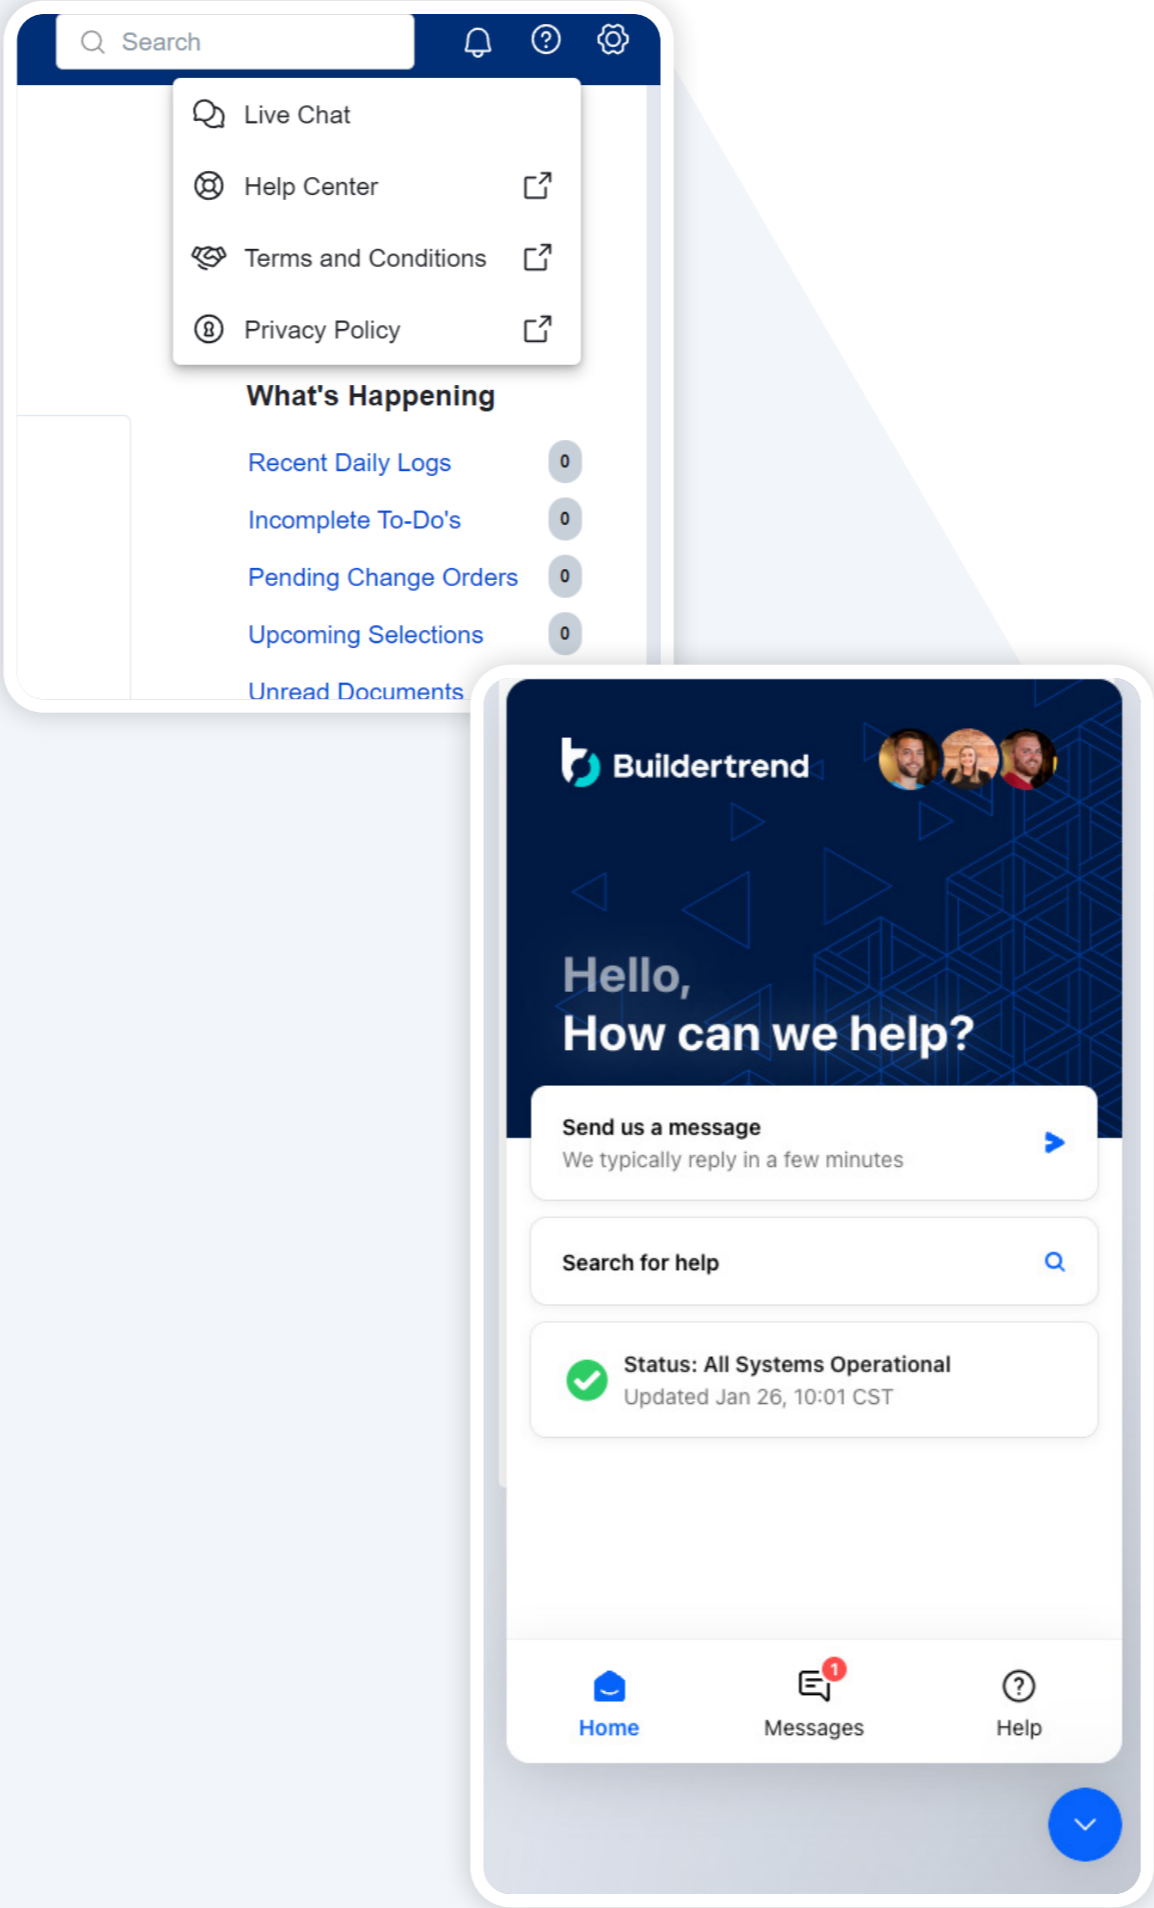 Search
Live Chat
Help Center
Terms and Conditions
Privacy Policy
What's Happening
Recent Daily Logs 0
Incomplete To-Do's 0
Pending Change Orders 0
Upcoming Selections 0
Unread Documents
Buildertrend
Hello,
How can we help?
Send us a message
We typically reply in a few minutes
Search for help
Status: All Systems Operational
Updated Jan 26, 10:01 CST
1
Home Messages Help